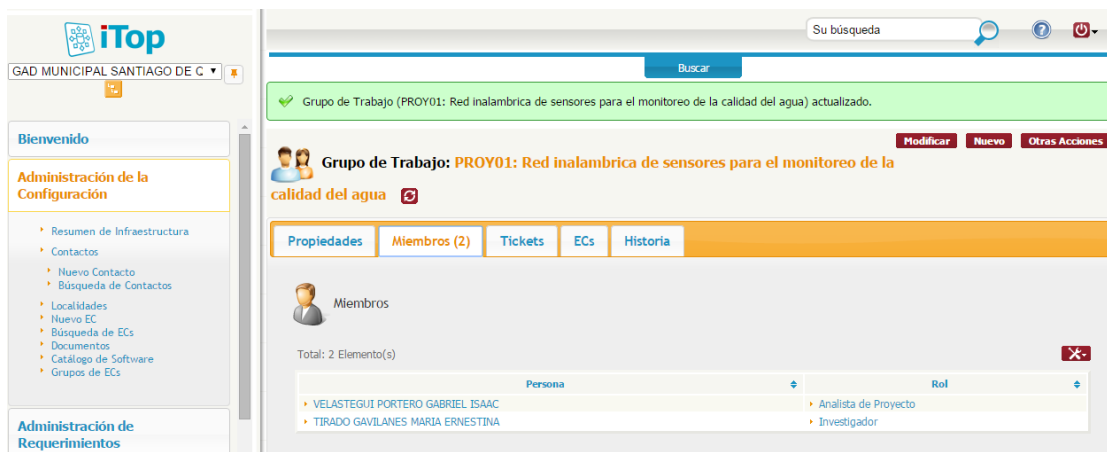 iTop
GAD MUNICIPAL SANTIAGO DE Q
Su búsqueda
Buscar
Grupo de Trabajo (PROY01: Red inalambrica de sensores para el monitoreo de la calidad del agua) actualizado.
Bienvenido
Administración de la
Configuración
Resumen de Infraestructura
Contactos
Nuevo Contacto
Búsqueda de Contactos
Localidades
Nuevo EC
Búsqueda de ECs
Documentos
Catálogo de Software
Grupos de ECs
Administración de
Requerimientos
Modificar Nuevo Otras Acciones
Grupo de Trabajo: PROY01: Red inalambrica de sensores para el monitoreo de la
calidad del agua
Propiedades Miembros (2) Tickets ECs Historia
Miembros
Total: 2 Elemento(s)
Persona Rol
VELASTEGUI PORTERO GABRIEL ISAAC Analista de Proyecto
TIRADO GAVILANES MARIA ERNESTINA Investigador